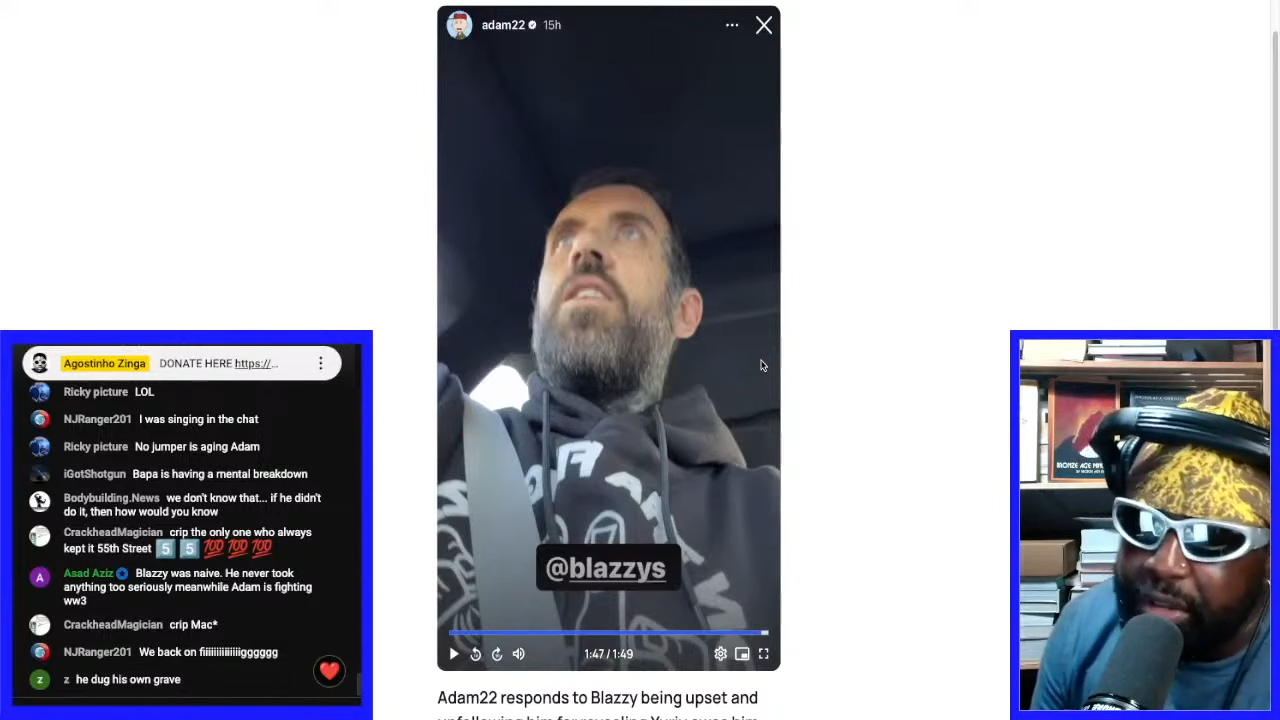 adam22 15h
@blazzys
1:47 / 1:49
Adam22 responds to Blazzy being upset and
Agostinho Zinga DONATE HERE https://...
Ricky picture LOL
NJRanger201 I was singing in the chat
Ricky picture No jumper is aging Adam
iGotShotgun Bapa is having a mental breakdown
Bodybuilding.News we don't know that... if he didn't
do it, then how would you know
CrackheadMagician crip the only one who always
kept it 55th Street 5️⃣ 5️⃣ 💯 💯 💯
A Asad Aziz Blazzy was naive. He never took
anything too seriously meanwhile Adam is fighting
ww3
CrackheadMagician crip Mac*
NJRanger201 We back on fiiiiiiiiiiiiiiigggggg
z z he dug his own grave
BRONZE AGE